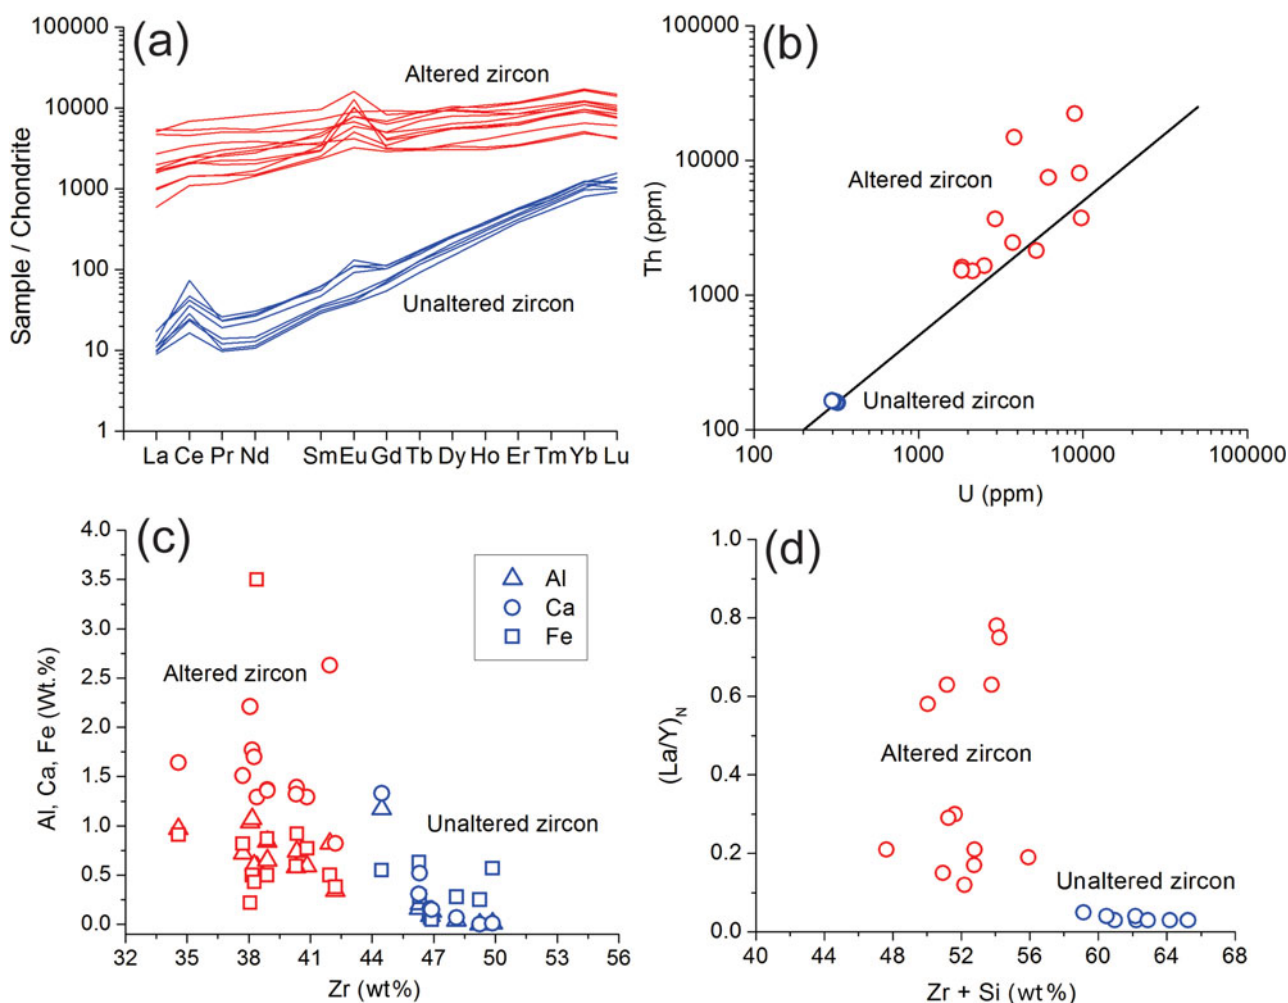 (a)
100000
10000
1000
100
10
1
Sample / Chondrite
Altered zircon
Unaltered zircon
La Ce Pr Nd Sm Eu Gd Tb Dy Ho Er Tm Yb Lu
(b)
10000
1000
100
Th (ppm)
Altered zircon
Unaltered zircon
100 1000 10000 100000
U (ppm)
(c)
4.0
3.5
3.0
2.5
2.0
1.5
1.0
0.5
0.0
Al, Ca, Fe (Wt.%)
Al
Ca
Fe
Altered zircon
Unaltered zircon
32 35 38 41 44 47 50 53 56
Zr (wt%)
(d)
1.0
0.8
0.6
0.4
0.2
0.0
(La/Y)N
Altered zircon
Unaltered zircon
40 44 48 52 56 60 64 68
Zr + Si (wt%)